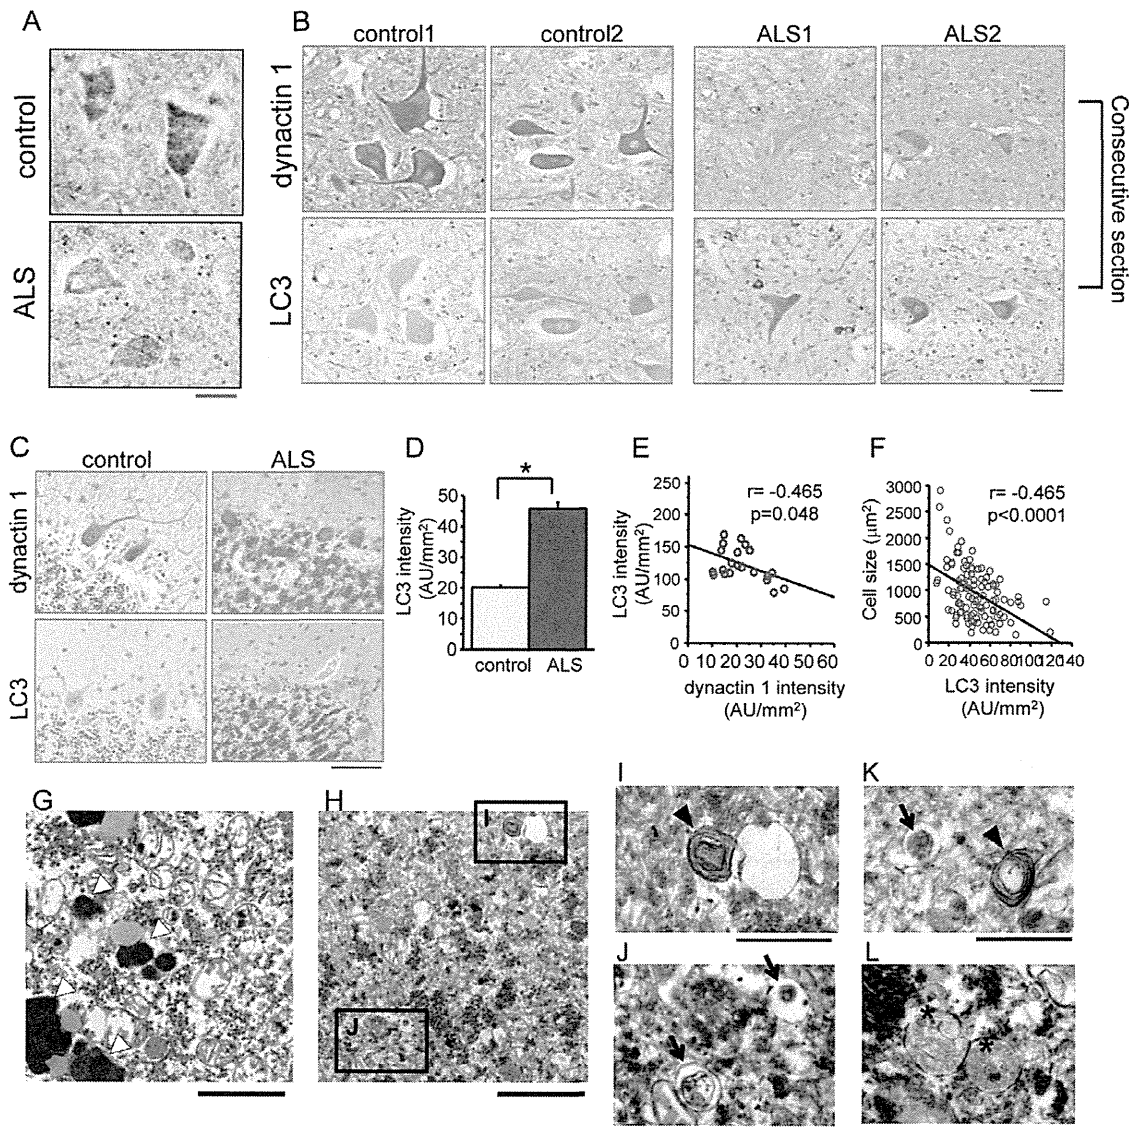 A
control
ALS
B
control1
control2
ALS1
ALS2
dynactin 1
LC3
Consecutive section
C
control
ALS
dynactin 1
LC3
D
*
LC3 intensity
(AU/mm²)
50
40
30
20
10
0
control
ALS
E
r= -0.465
p=0.048
LC3 intensity
(AU/mm²)
250
200
150
100
50
0
0 10 20 30 40 50 60
dynactin 1 intensity
(AU/mm²)
F
r= -0.465
p<0.0001
Cell size (μm²)
3000
2500
2000
1500
1000
500
0
0 20 40 60 80 100 120 140
LC3 intensity
(AU/mm²)
G
H
I
J
I
K
J
L
*
*